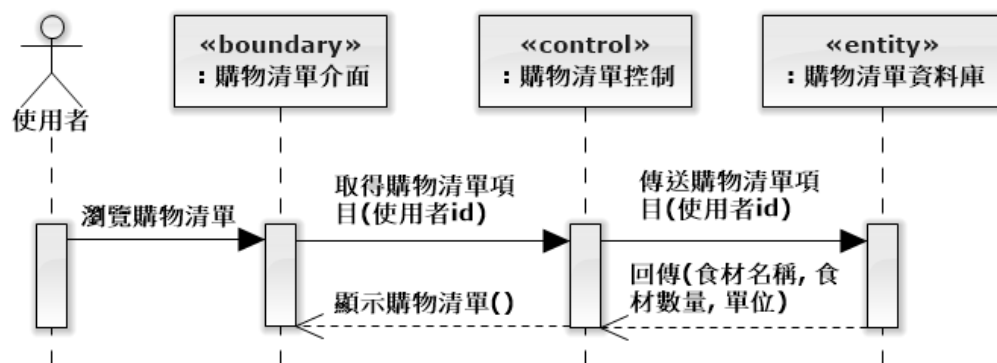 使用者
«boundary»
：購物清單介面
«control»
：購物清單控制
«entity»
：購物清單資料庫
瀏覽購物清單
取得購物清單項
目(使用者id)
傳送購物清單項
目(使用者id)
回傳(食材名稱, 食
材數量, 單位)
顯示購物清單()